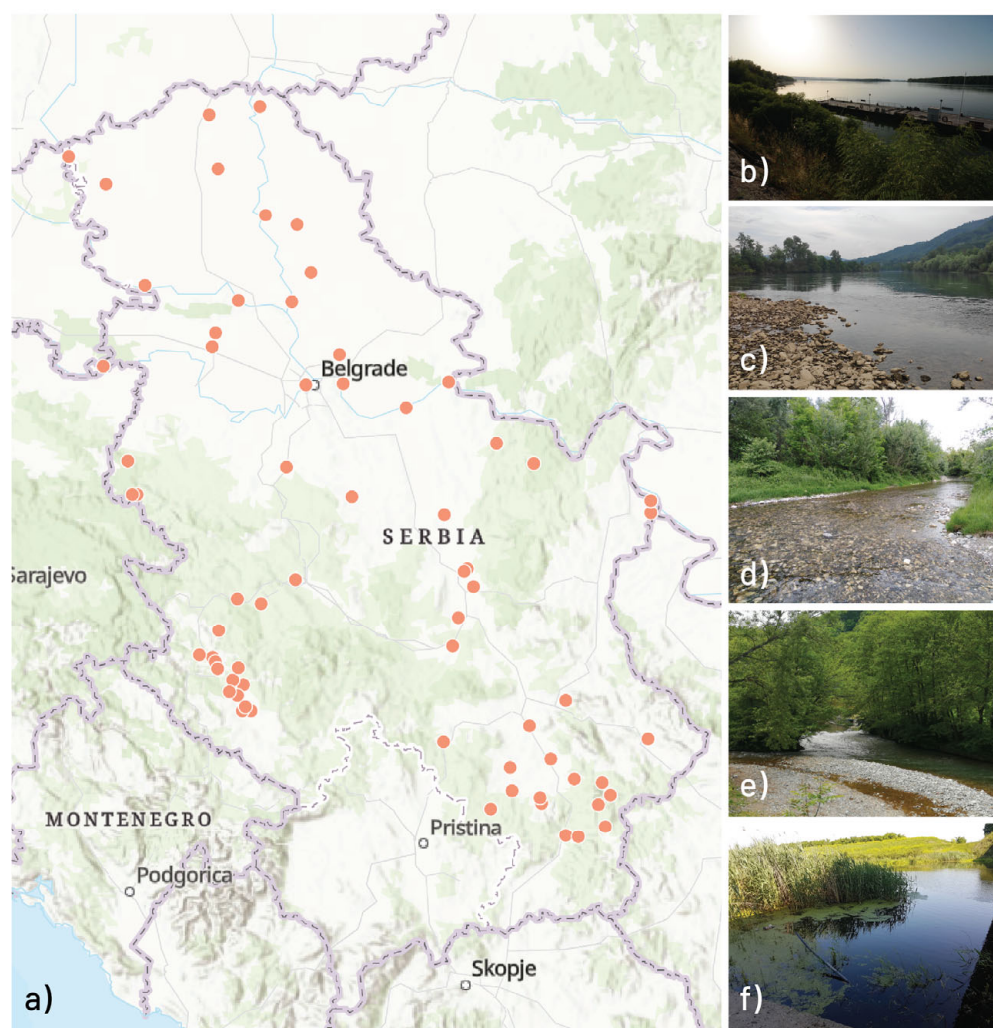 Belgrade
SERBIA
Sarajevo
MONTENEGRO
Pristina
Podgorica
Skopje
a)
b)
c)
d)
e)
f)